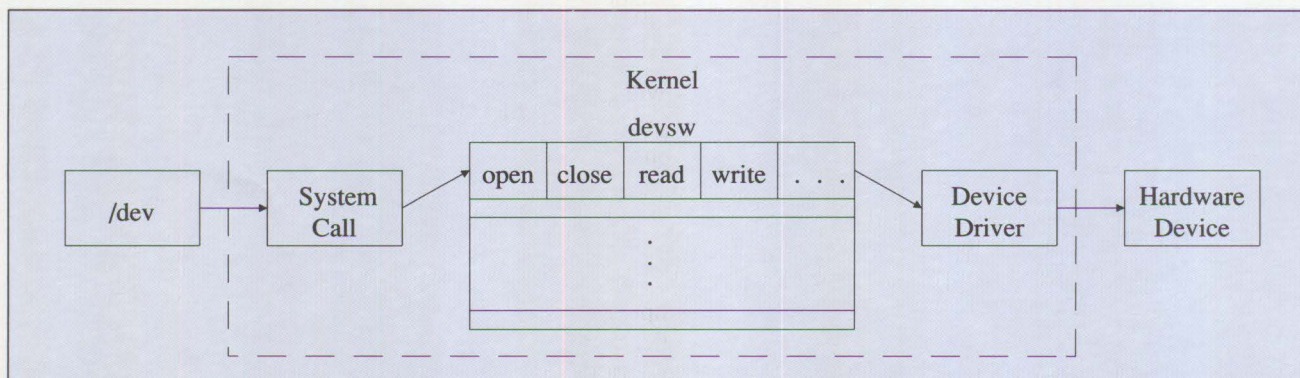 Kernel
devsw
/dev
System
Call
open close read write . . .
.
.
.
Device
Driver
Hardware
Device